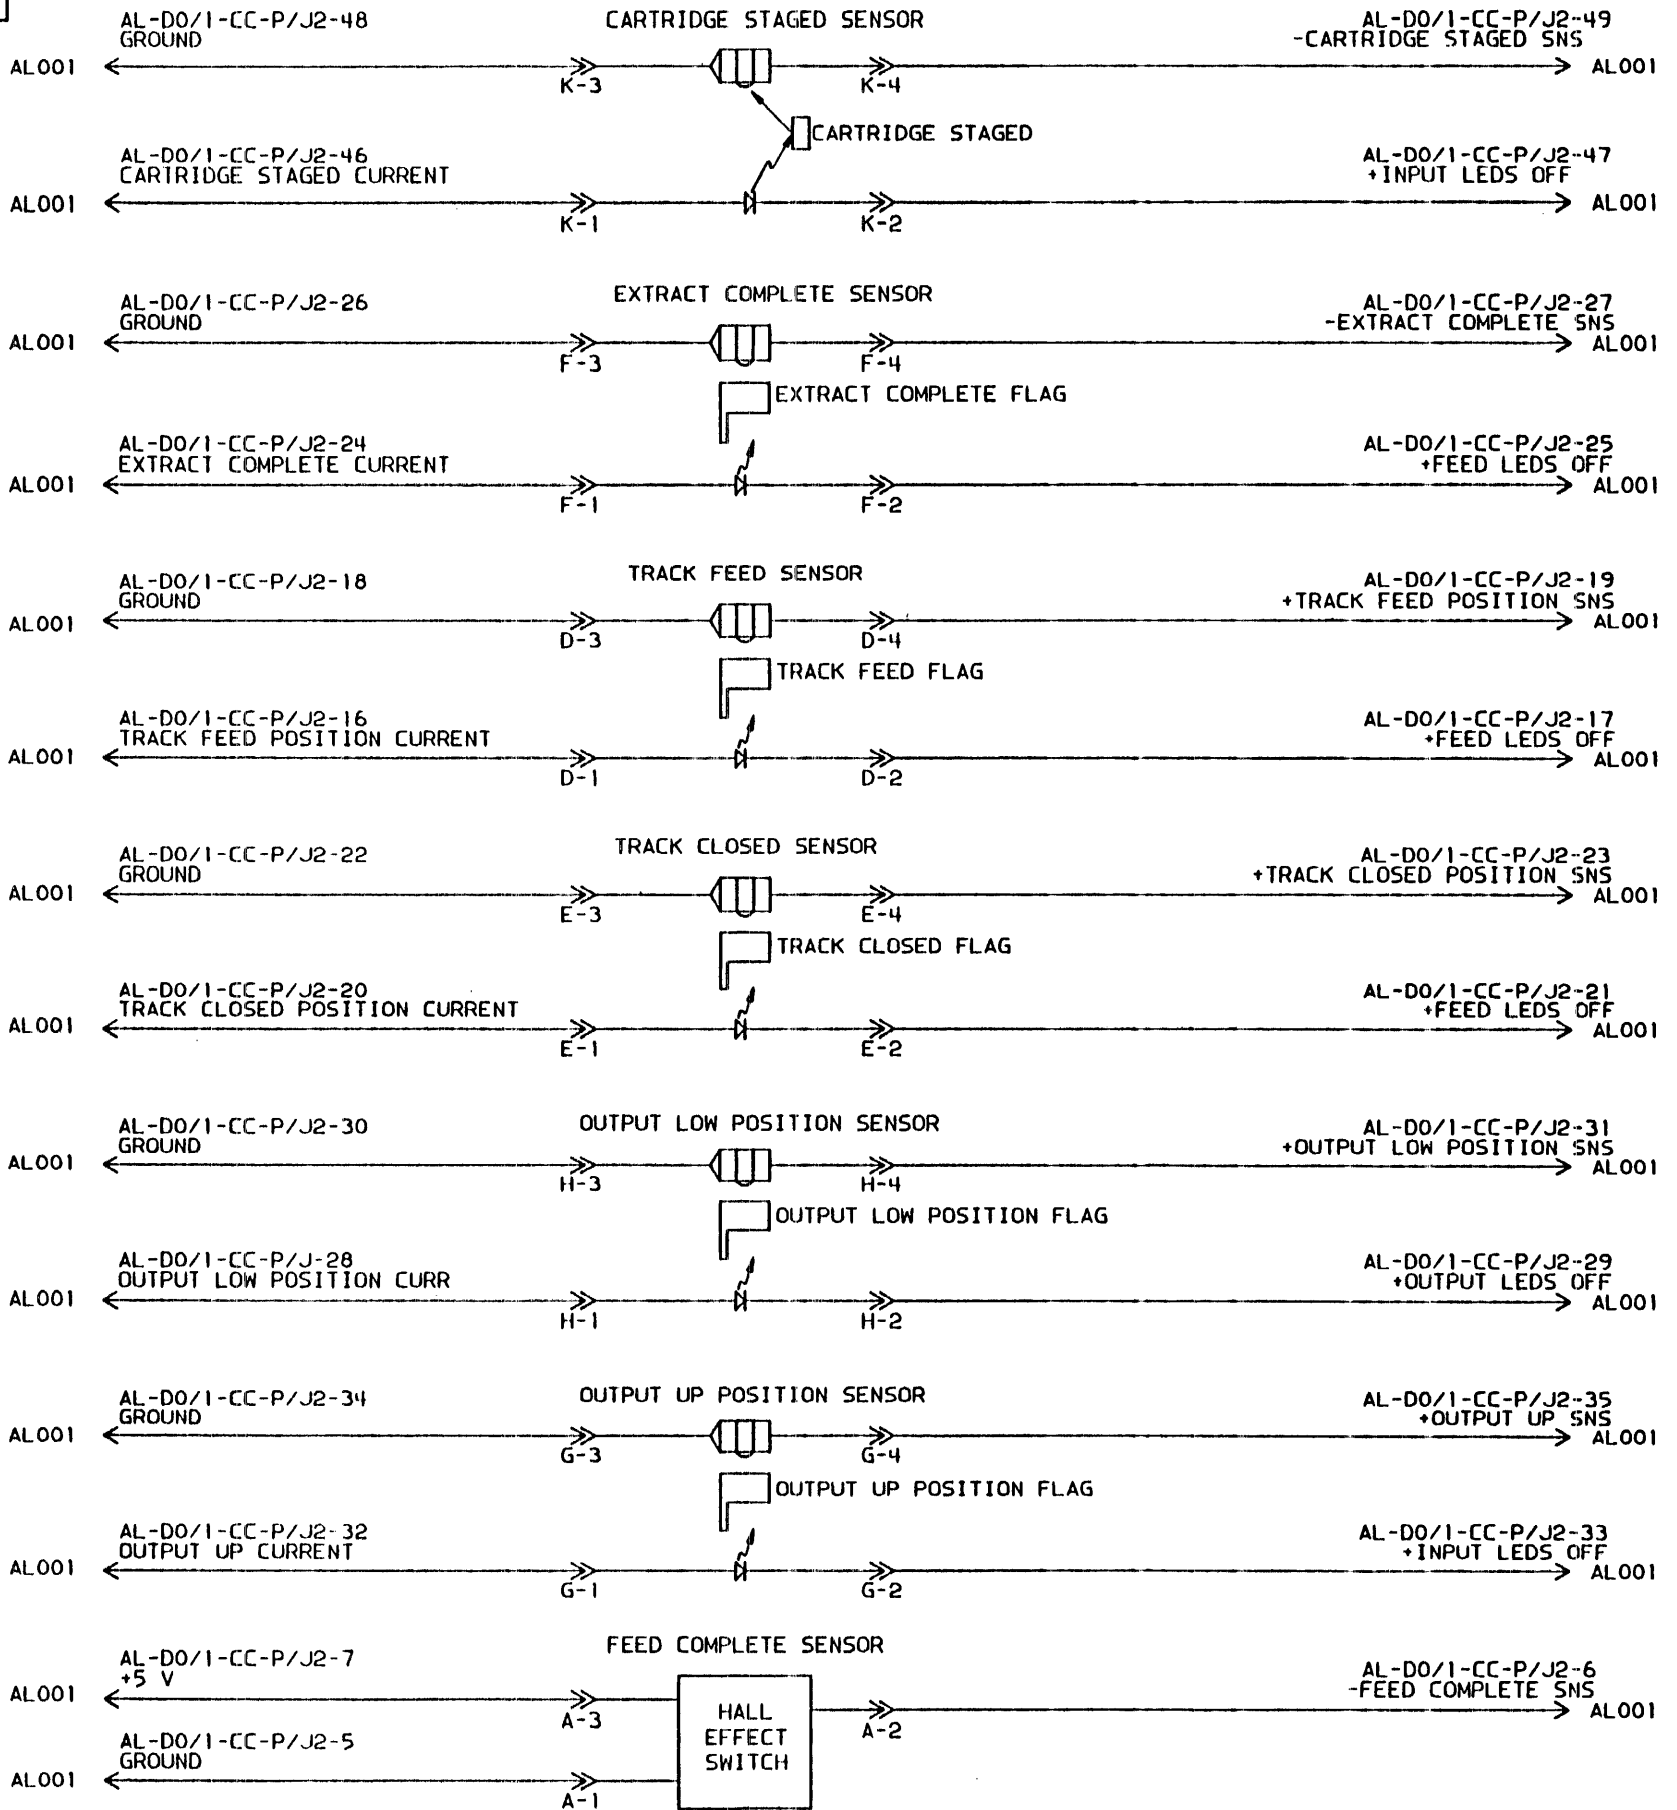 AL-D0/1-CC-P/J2-48 CARTRIDGE STAGED SENSOR AL-D0/1-CC-P/J2-49
GROUND -CARTRIDGE STAGED SNS
AL001 AL001
K-3 K-4
CARTRIDGE STAGED
AL-D0/1-CC-P/J2-46 AL-D0/1-CC-P/J2-47
CARTRIDGE STAGED CURRENT +INPUT LEDS OFF
AL001 AL001
K-1 K-2
AL-D0/1-CC-P/J2-26 EXTRACT COMPLETE SENSOR AL-D0/1-CC-P/J2-27
GROUND -EXTRACT COMPLETE SNS
AL001 AL001
F-3 F-4
EXTRACT COMPLETE FLAG
AL-D0/1-CC-P/J2-24 AL-D0/1-CC-P/J2-25
EXTRACT COMPLETE CURRENT +FEED LEDS OFF
AL001 AL001
F-1 F-2
AL-D0/1-CC-P/J2-18 TRACK FEED SENSOR AL-D0/1-CC-P/J2-19
GROUND +TRACK FEED POSITION SNS
AL001 AL001
D-3 D-4
TRACK FEED FLAG
AL-D0/1-CC-P/J2-16 AL-D0/1-CC-P/J2-17
TRACK FEED POSITION CURRENT +FEED LEDS OFF
AL001 AL001
D-1 D-2
AL-D0/1-CC-P/J2-22 TRACK CLOSED SENSOR AL-D0/1-CC-P/J2-23
GROUND +TRACK CLOSED POSITION SNS
AL001 AL001
E-3 E-4
TRACK CLOSED FLAG
AL-D0/1-CC-P/J2-20 AL-D0/1-CC-P/J2-21
TRACK CLOSED POSITION CURRENT +FEED LEDS OFF
AL001 AL001
E-1 E-2
AL-D0/1-CC-P/J2-30 OUTPUT LOW POSITION SENSOR AL-D0/1-CC-P/J2-31
GROUND +OUTPUT LOW POSITION SNS
AL001 AL001
H-3 H-4
OUTPUT LOW POSITION FLAG
AL-D0/1-CC-P/J-28 AL-D0/1-CC-P/J2-29
OUTPUT LOW POSITION CURR +OUTPUT LEDS OFF
AL001 AL001
H-1 H-2
AL-D0/1-CC-P/J2-34 OUTPUT UP POSITION SENSOR AL-D0/1-CC-P/J2-35
GROUND +OUTPUT UP SNS
AL001 AL001
G-3 G-4
OUTPUT UP POSITION FLAG
AL-D0/1-CC-P/J2-32 AL-D0/1-CC-P/J2-33
OUTPUT UP CURRENT +INPUT LEDS OFF
AL001 AL001
G-1 G-2
AL-D0/1-CC-P/J2-7 FEED COMPLETE SENSOR AL-D0/1-CC-P/J2-6
+5 V -FEED COMPLETE SNS
AL001 AL001
A-3 HALL A-2
EFFECT
SWITCH
AL-D0/1-CC-P/J2-5
GROUND
AL001
A-1